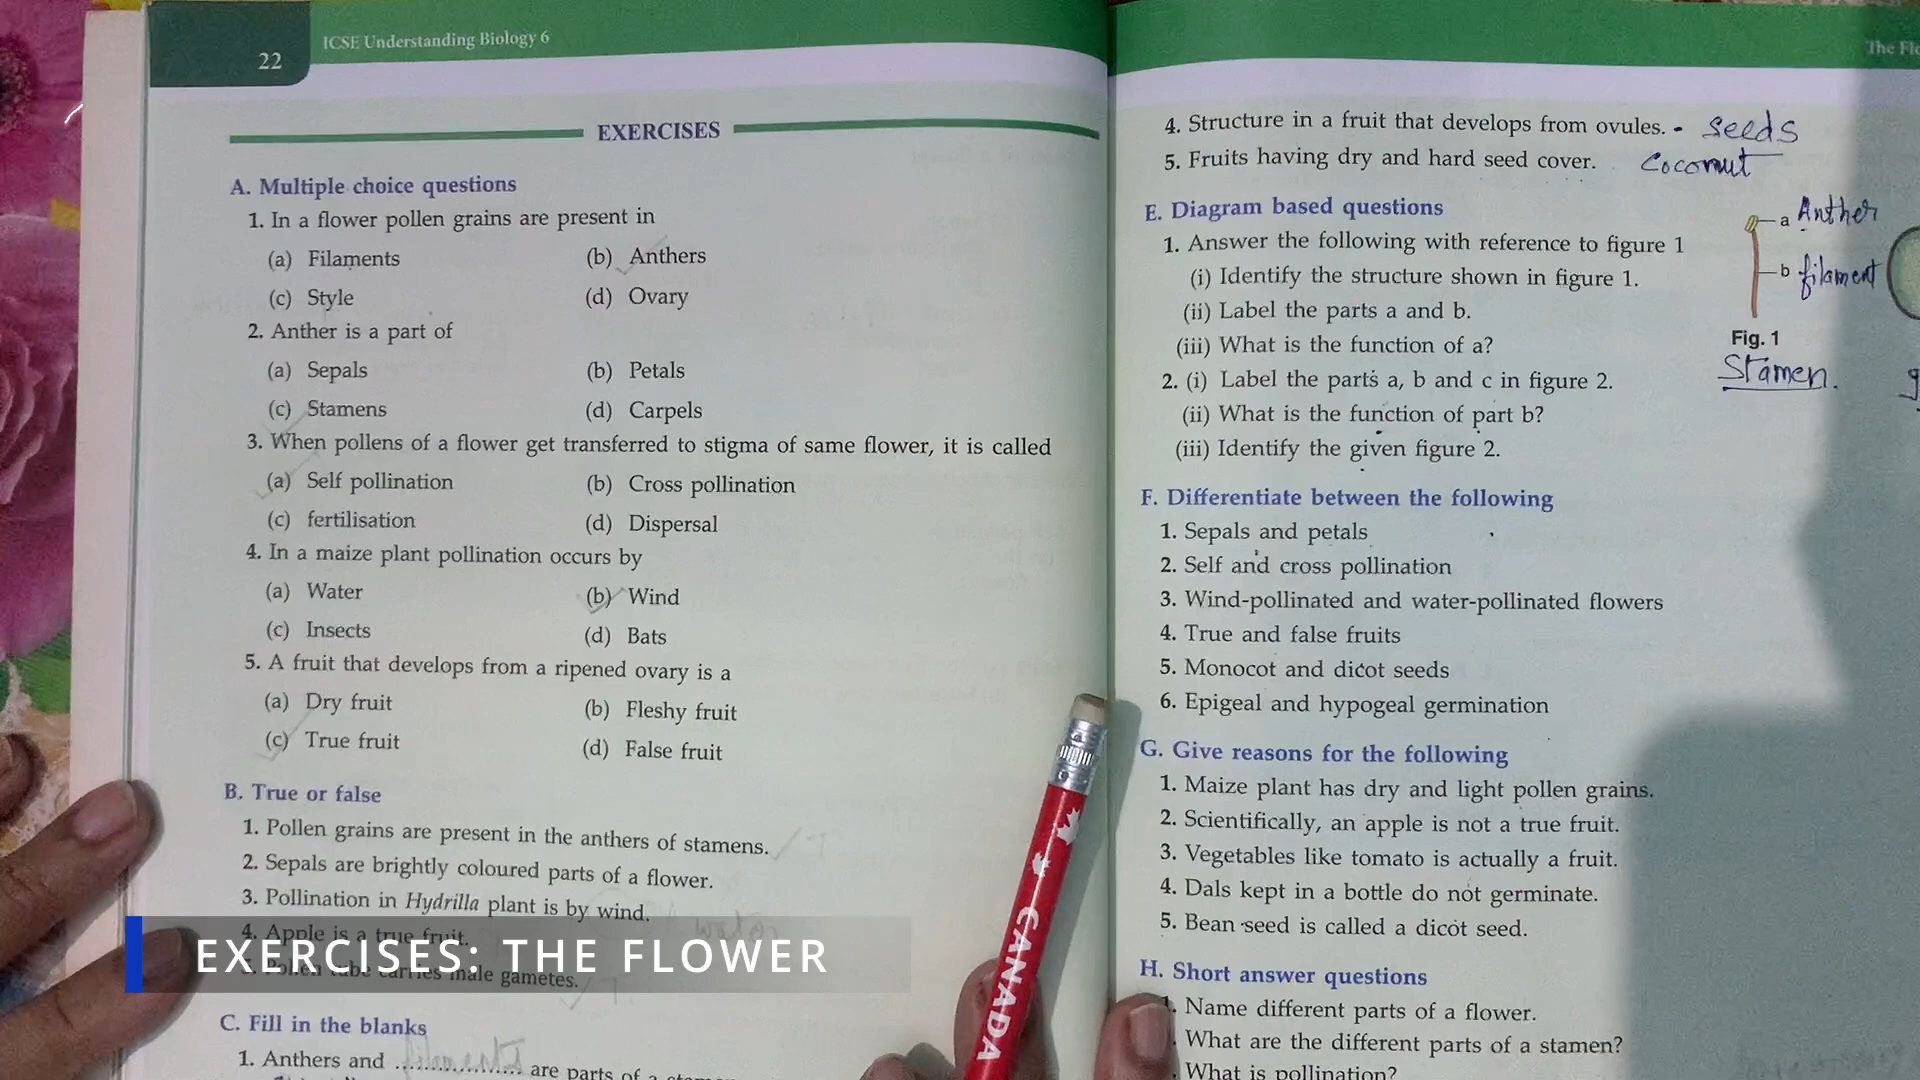 22
ICSE Understanding Biology 6
EXERCISES
A. Multiple choice questions
1. In a flower pollen grains are present in
(a) Filaments (b) Anthers
(c) Style (d) Ovary
2. Anther is a part of
(a) Sepals (b) Petals
(c) Stamens (d) Carpels
3. When pollens of a flower get transferred to stigma of same flower, it is called
(a) Self pollination (b) Cross pollination
(c) fertilisation (d) Dispersal
4. In a maize plant pollination occurs by
(a) Water (b) Wind
(c) Insects (d) Bats
5. A fruit that develops from a ripened ovary is a
(a) Dry fruit (b) Fleshy fruit
(c) True fruit (d) False fruit
B. True or false
1. Pollen grains are present in the anthers of stamens. T
2. Sepals are brightly coloured parts of a flower.
3. Pollination in Hydrilla plant is by wind.
water
4. Apple is a true fruit.
5. Pollen tube carries male gametes. T
EXERCISES: THE FLOWER
C. Fill in the blanks
1. Anthers and filaments are parts of a
The
4. Structure in a fruit that develops from ovules. - Seeds
5. Fruits having dry and hard seed cover. Coconut
E. Diagram based questions
1. Answer the following with reference to figure 1
(i) Identify the structure shown in figure 1.
(ii) Label the parts a and b.
(iii) What is the function of a?
2. (i) Label the parts a, b and c in figure 2.
(ii) What is the function of part b?
(iii) Identify the given figure 2.
a Anther
b filament
Fig. 1
Stamen.
F. Differentiate between the following
1. Sepals and petals
2. Self and cross pollination
3. Wind-pollinated and water-pollinated flowers
4. True and false fruits
5. Monocot and dicot seeds
6. Epigeal and hypogeal germination
G. Give reasons for the following
1. Maize plant has dry and light pollen grains.
2. Scientifically, an apple is not a true fruit.
3. Vegetables like tomato is actually a fruit.
4. Dals kept in a bottle do not germinate.
5. Bean seed is called a dicot seed.
H. Short answer questions
1. Name different parts of a flower.
What are the different parts of a stamen?
What is pollination?
CANADA